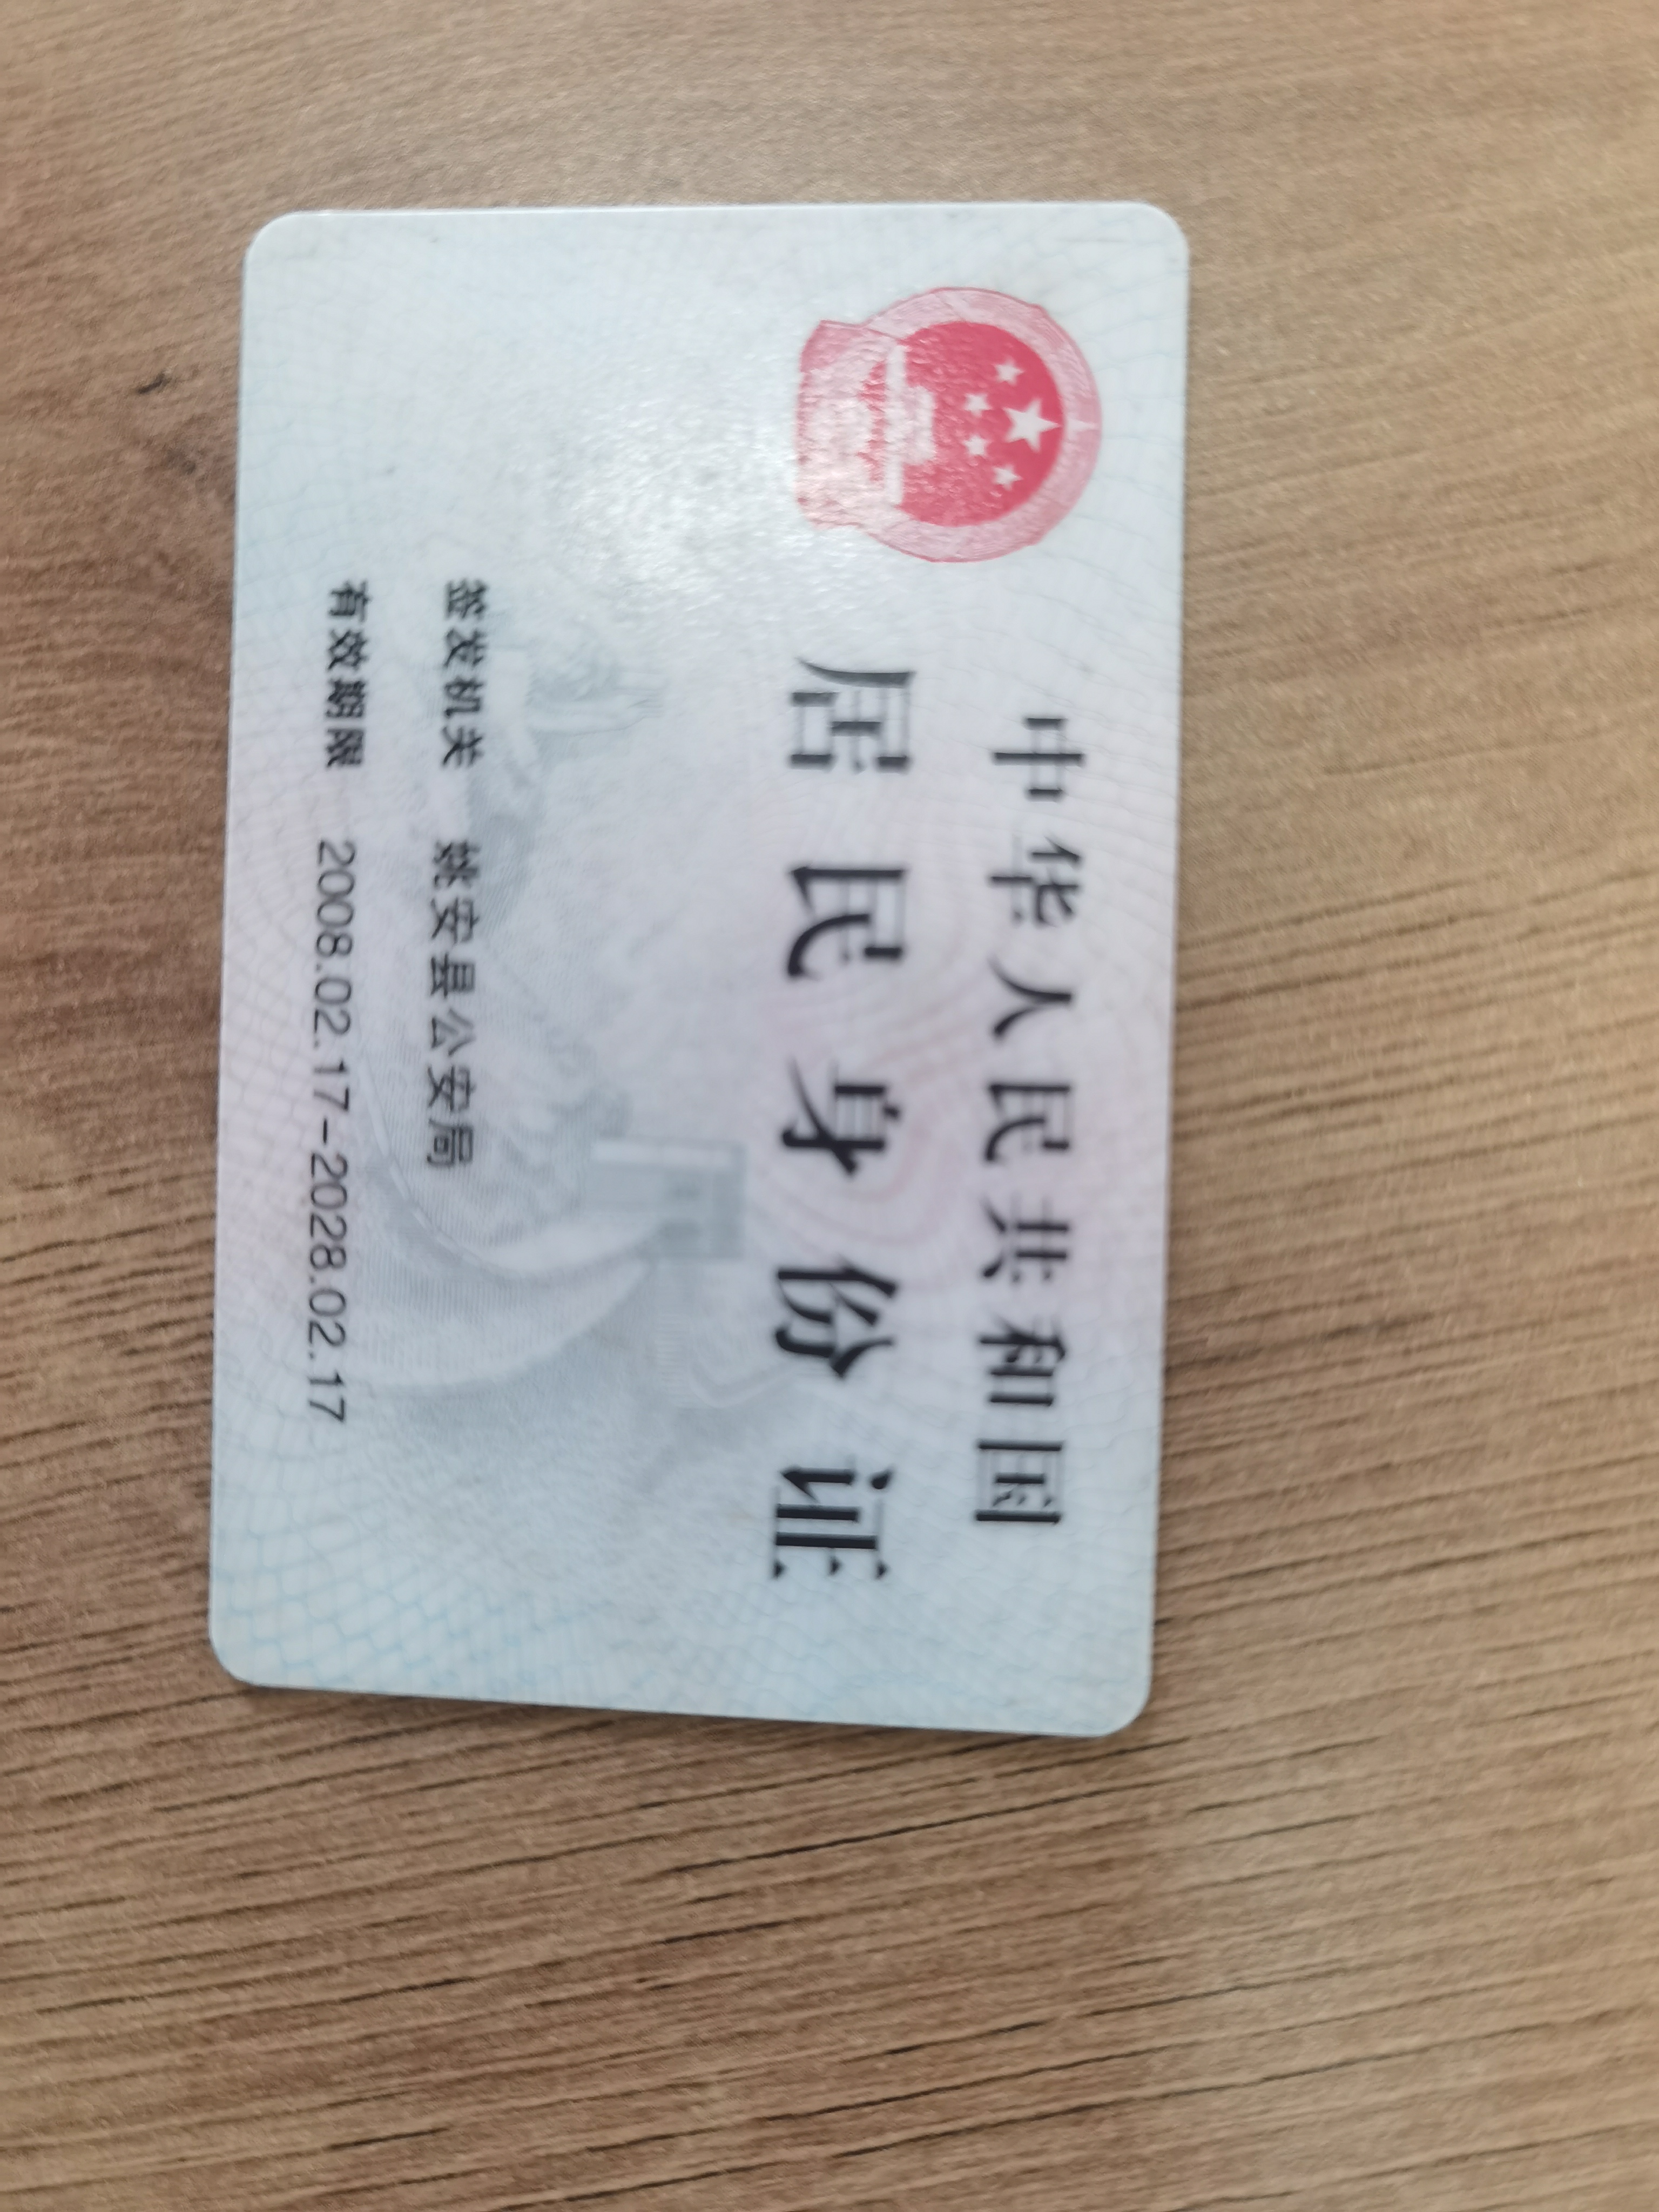 中华人民共和国
居民身份证
签发机关 姚安县公安局
有效期限 2008.02.17-2028.02.17